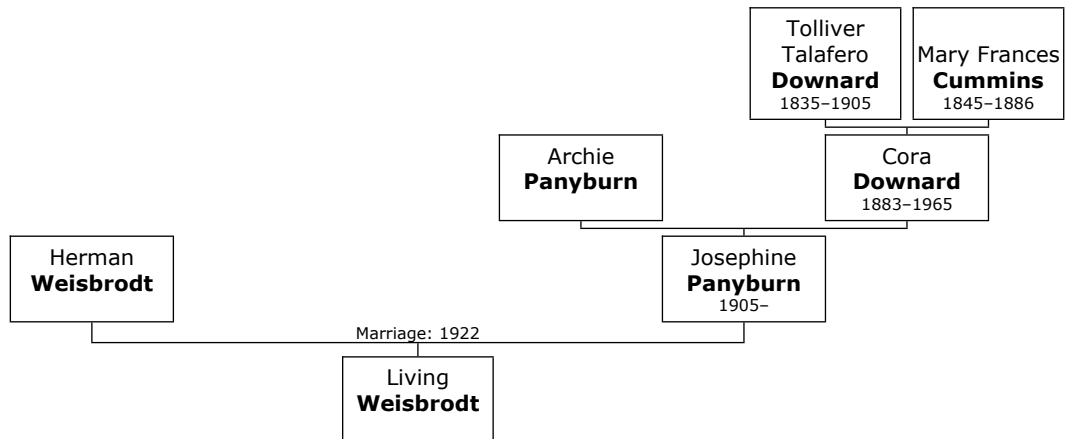 Tolliver
Talafero
Downard
1835–1905
Mary Frances
Cummins
1845–1886
Archie
Panyburn
Cora
Downard
1883–1965
Herman
Weisbrodt
Josephine
Panyburn
1905–
Marriage: 1922
Living
Weisbrodt